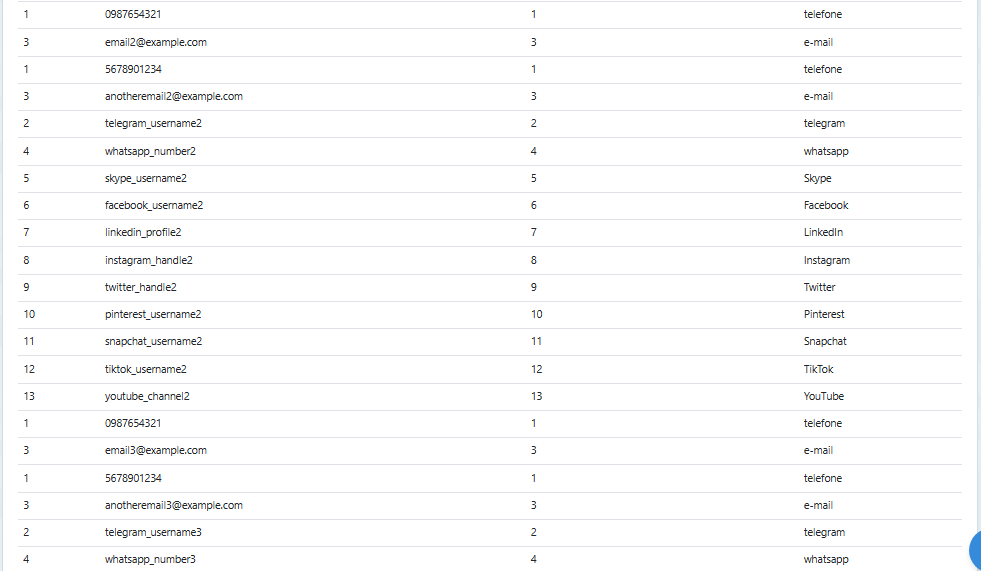 1 0987654321 1 telefone
3 email2@example.com 3 e-mail
1 5678901234 1 telefone
3 anotheremail2@example.com 3 e-mail
2 telegram_username2 2 telegram
4 whatsapp_number2 4 whatsapp
5 skype_username2 5 Skype
6 facebook_username2 6 Facebook
7 linkedin_profile2 7 LinkedIn
8 instagram_handle2 8 Instagram
9 twitter_handle2 9 Twitter
10 pinterest_username2 10 Pinterest
11 snapchat_username2 11 Snapchat
12 tiktok_username2 12 TikTok
13 youtube_channel2 13 YouTube
1 0987654321 1 telefone
3 email3@example.com 3 e-mail
1 5678901234 1 telefone
3 anotheremail3@example.com 3 e-mail
2 telegram_username3 2 telegram
4 whatsapp_number3 4 whatsapp